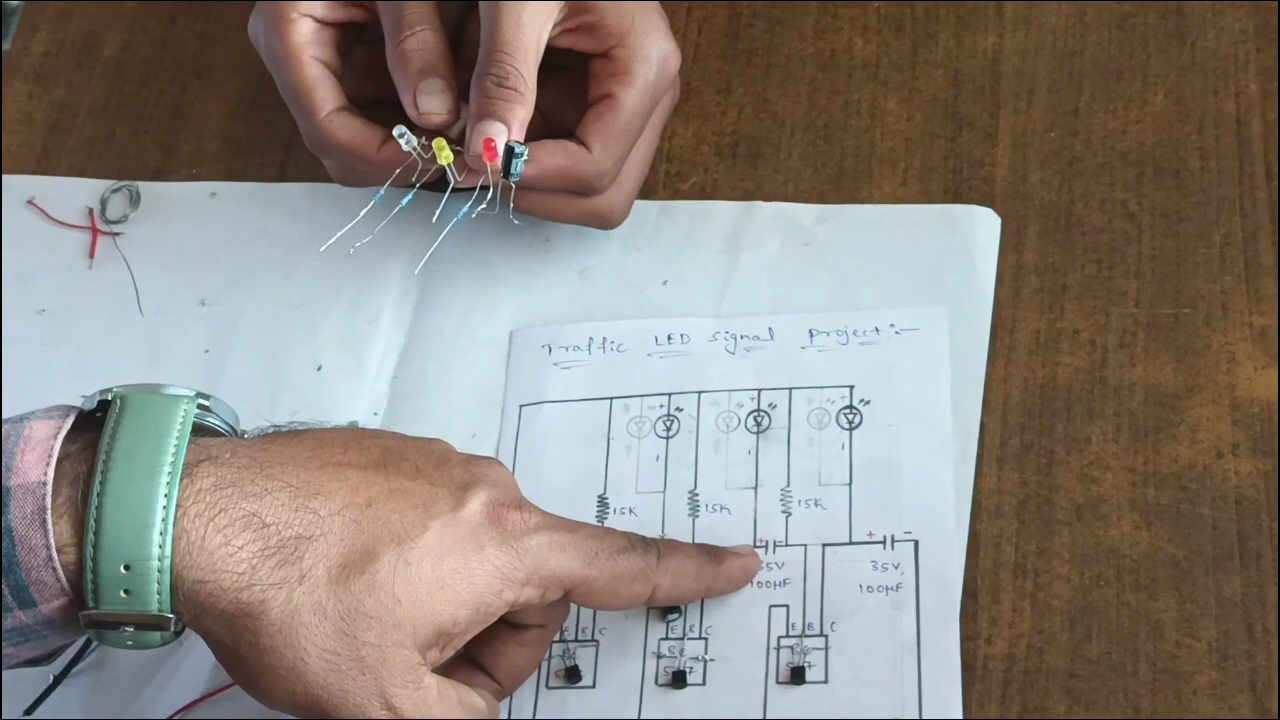 Traffic LED Signal Project:-
+ + +
15K 15K 15K
+ - + -
35V 35V,
100µF 100µF
E B C E B C E B C